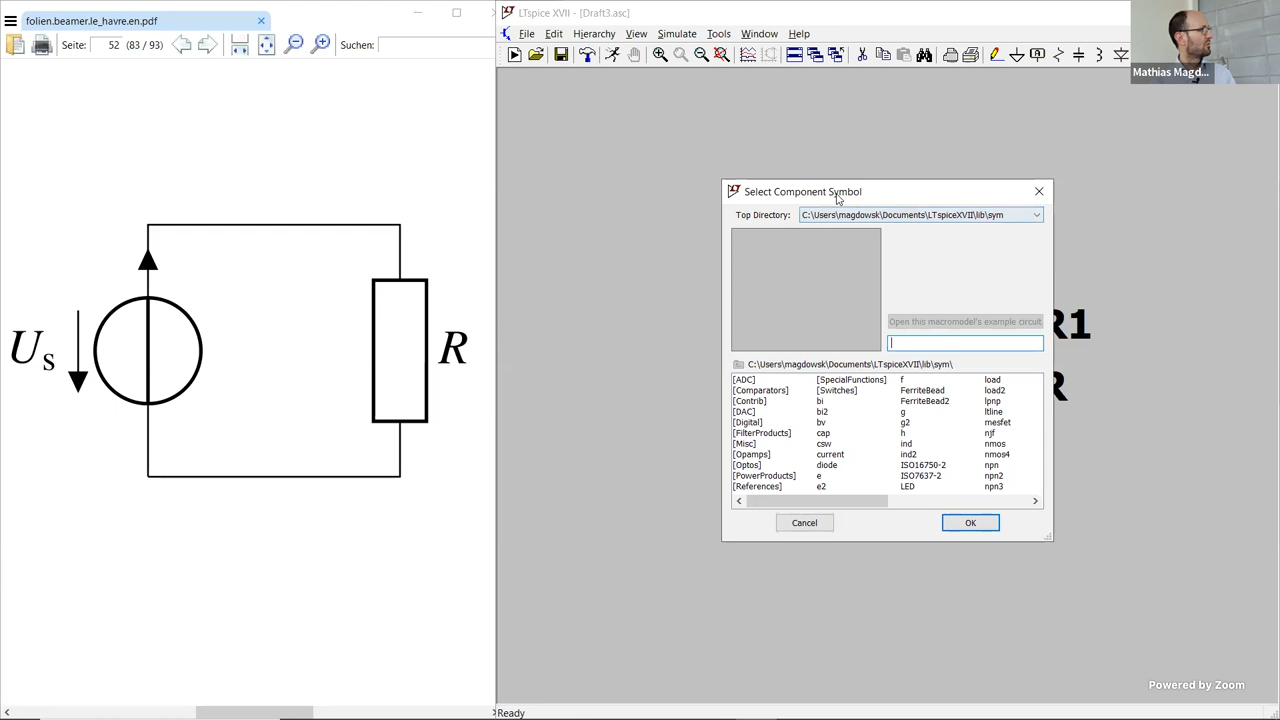 folien.beamer.le_havre.en.pdf
Seite: 52 (83 / 93) Suchen:
Us
R
LTspice XVII - [Draft3.asc]
File Edit Hierarchy View Simulate Tools Window Help
Mathias Magd...
Select Component Symbol
Top Directory: C:\Users\magdowsk\Documents\LTspiceXVII\lib\sym
Open this macromodel's example circuit
R1
R
C:\Users\magdowsk\Documents\LTspiceXVII\lib\sym\
[ADC] [SpecialFunctions] f load
[Comparators] [Switches] FerriteBead load2
[Contrib] bi FerriteBead2 lpnp
[DAC] bi2 g ltline
[Digital] bv g2 mesfet
[FilterProducts] cap h njf
[Misc] csw ind nmos
[Opamps] current ind2 nmos4
[Optos] diode ISO16750-2 npn
[PowerProducts] e ISO7637-2 npn2
[References] e2 LED npn3
Cancel OK
Powered by Zoom
Ready